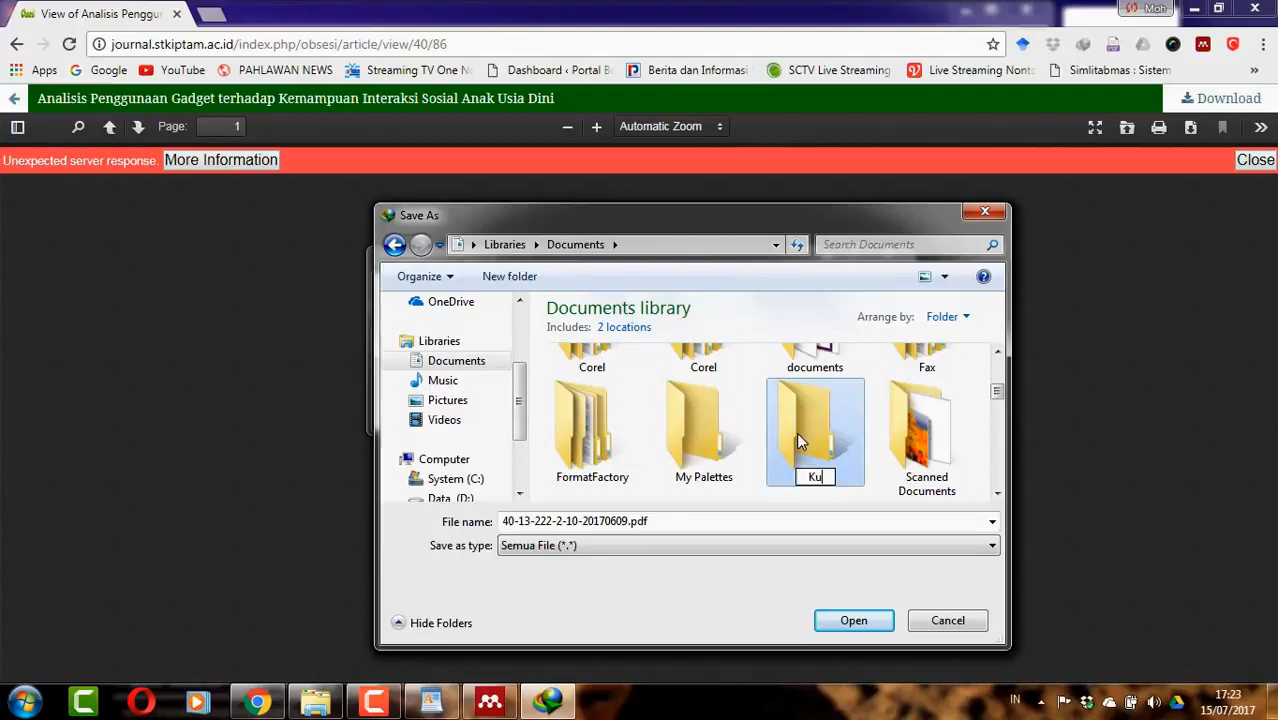 View of Analisis Penggu
Moh
journal.stkiptam.ac.id/index.php/obsesi/article/view/40/86
Apps Google YouTube PAHLAWAN NEWS Streaming TV One N Dashboard ‹ Portal B Berita dan Informasi SCTV Live Streaming Live Streaming Nonto Simlitabmas : Sistem »
Analisis Penggunaan Gadget terhadap Kemampuan Interaksi Sosial Anak Usia Dini
Download
Page: 1
Automatic Zoom
Unexpected server response. More Information
Close
Save As
Libraries Documents
Search Documents
Organize
New folder
OneDrive
Libraries
Documents
Music
Pictures
Videos
Computer
System (C:)
Data (D:)
Documents library
Includes: 2 locations
Arrange by: Folder
Corel
Corel
documents
Fax
FormatFactory
My Palettes
Ku
Scanned
Documents
File name: 40-13-222-2-10-20170609.pdf
Save as type: Semua File (*.*)
Hide Folders
Open
Cancel
IN
17:23
15/07/2017